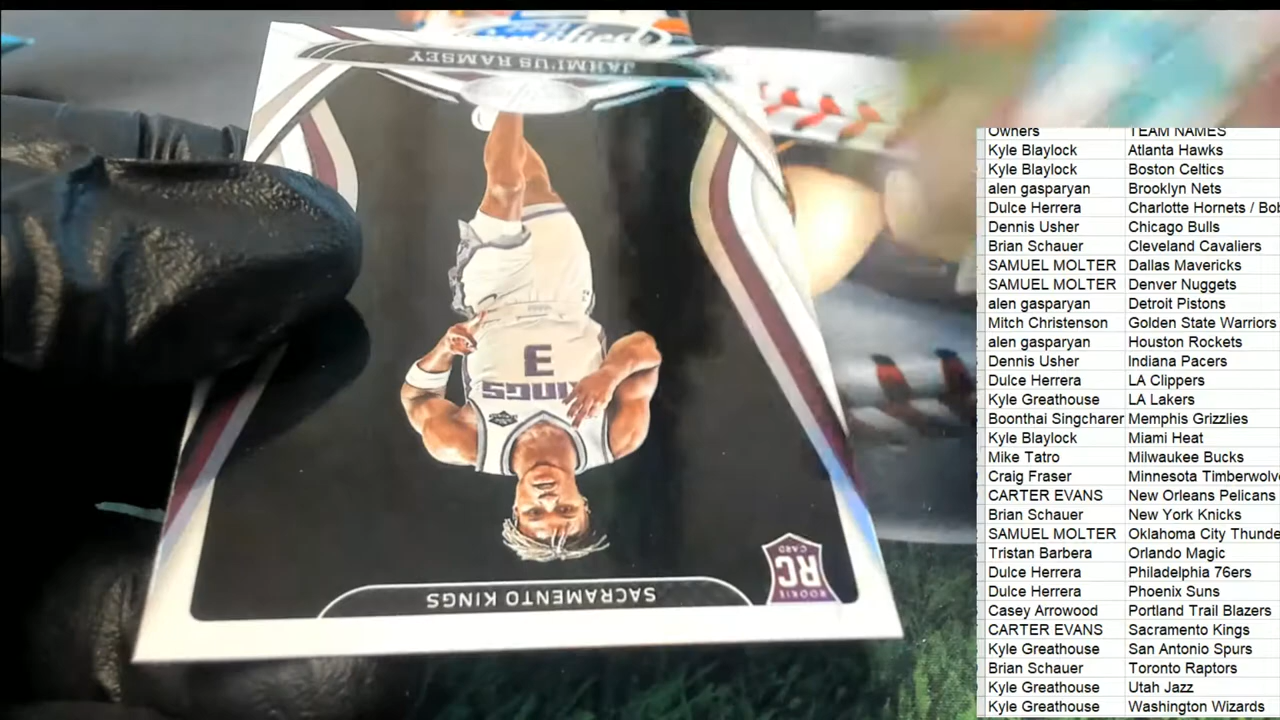 JAHMI'US RAMSEY
KINGS
3
ROOKIE
RC
CARD
SACRAMENTO KINGS
Owners TEAM NAMES
Kyle Blaylock Atlanta Hawks
Kyle Blaylock Boston Celtics
alen gasparyan Brooklyn Nets
Dulce Herrera Charlotte Hornets / Bob
Dennis Usher Chicago Bulls
Brian Schauer Cleveland Cavaliers
SAMUEL MOLTER Dallas Mavericks
SAMUEL MOLTER Denver Nuggets
alen gasparyan Detroit Pistons
Mitch Christenson Golden State Warriors
alen gasparyan Houston Rockets
Dennis Usher Indiana Pacers
Dulce Herrera LA Clippers
Kyle Greathouse LA Lakers
Boonthai Singcharer Memphis Grizzlies
Kyle Blaylock Miami Heat
Mike Tatro Milwaukee Bucks
Craig Fraser Minnesota Timberwolv
CARTER EVANS New Orleans Pelicans
Brian Schauer New York Knicks
SAMUEL MOLTER Oklahoma City Thunde
Tristan Barbera Orlando Magic
Dulce Herrera Philadelphia 76ers
Dulce Herrera Phoenix Suns
Casey Arrowood Portland Trail Blazers
CARTER EVANS Sacramento Kings
Kyle Greathouse San Antonio Spurs
Brian Schauer Toronto Raptors
Kyle Greathouse Utah Jazz
Kyle Greathouse Washington Wizards